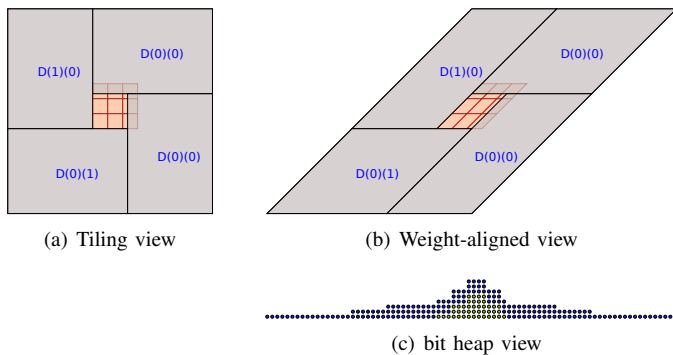 D(1)(0)
D(0)(0)
D(0)(1)
D(0)(0)
(a) Tiling view
D(0)(0)
D(1)(0)
D(0)(1)
D(0)(0)
(b) Weight-aligned view
(c) bit heap view